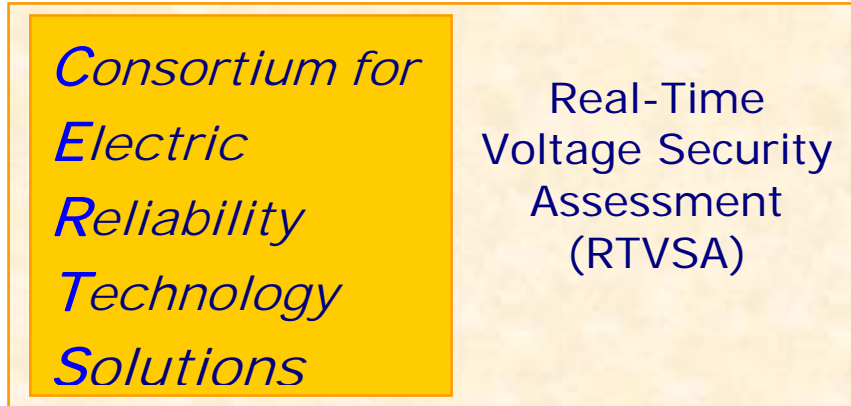 Consortium for
Electric
Reliability
Technology
Solutions
Real-Time
Voltage Security
Assessment
(RTVSA)